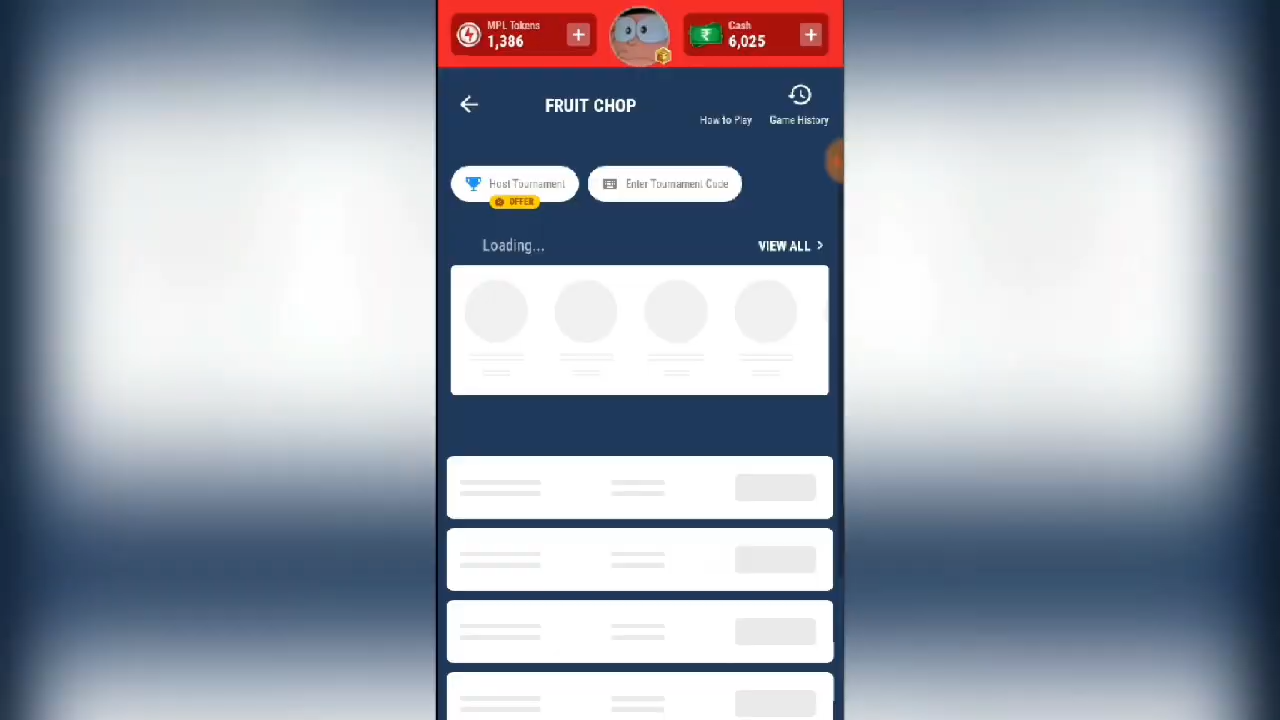 MPL Tokens
1,386
Cash
6,025
FRUIT CHOP
How to Play
Game History
Host Tournament
OFFER
Enter Tournament Code
Loading...
VIEW ALL